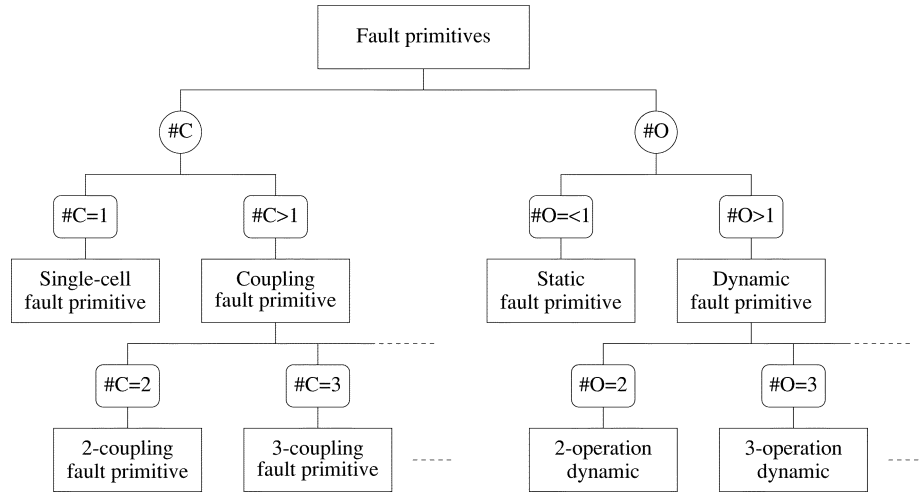 Fault primitives
#C
#O
#C=1
#C>1
#O=<1
#O>1
Single-cell
fault primitive
Coupling
fault primitive
Static
fault primitive
Dynamic
fault primitive
#C=2
#C=3
#O=2
#O=3
2-coupling
fault primitive
3-coupling
fault primitive
2-operation
dynamic
3-operation
dynamic